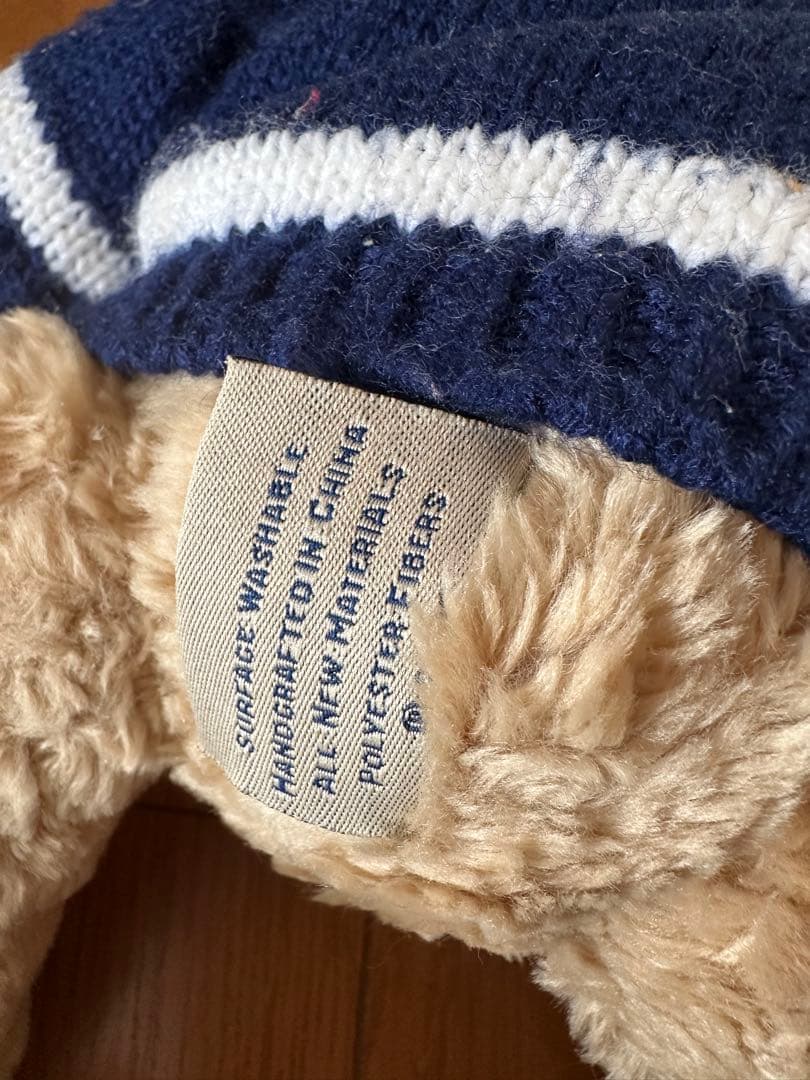 SURFACE WASHABLE
HANDCRAFTED IN CHINA
ALL NEW MATERIALS
POLYESTER FIBERS
©